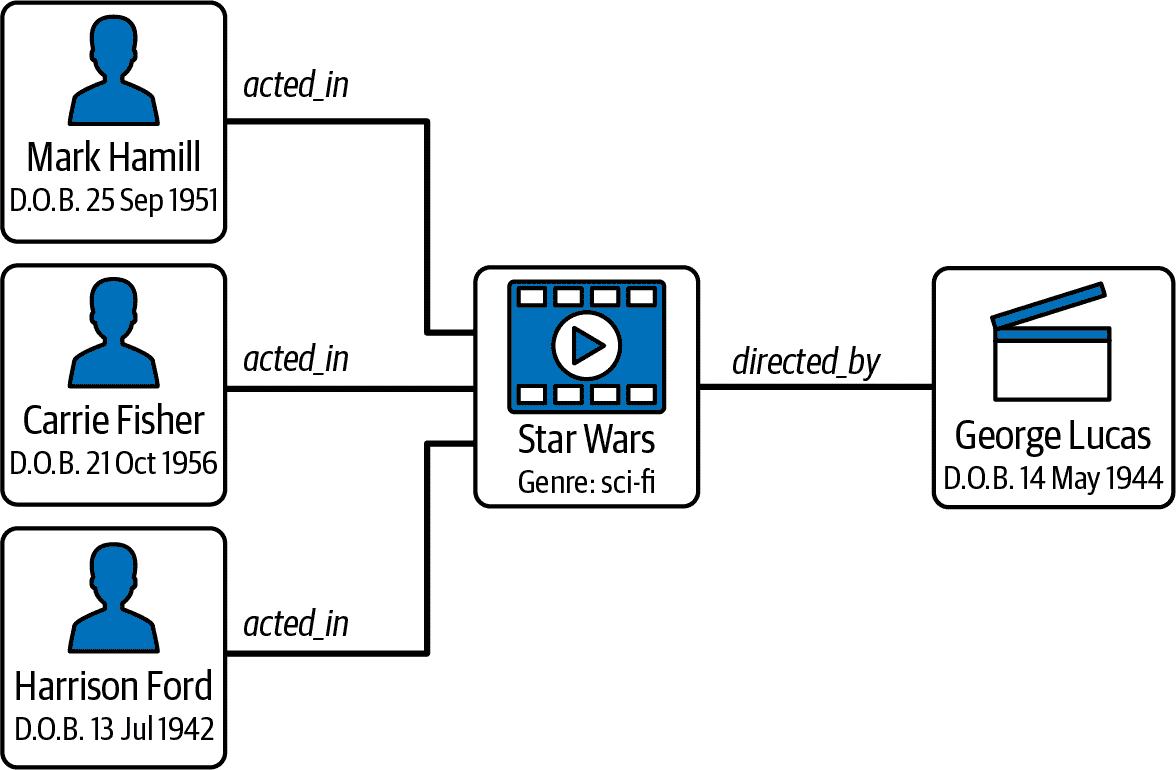 acted_in
Mark Hamill
D.O.B. 25 Sep 1951
acted_in
Carrie Fisher
D.O.B. 21 Oct 1956
acted_in
Harrison Ford
D.O.B. 13 Jul 1942
Star Wars
Genre: sci-fi
directed_by
George Lucas
D.O.B. 14 May 1944